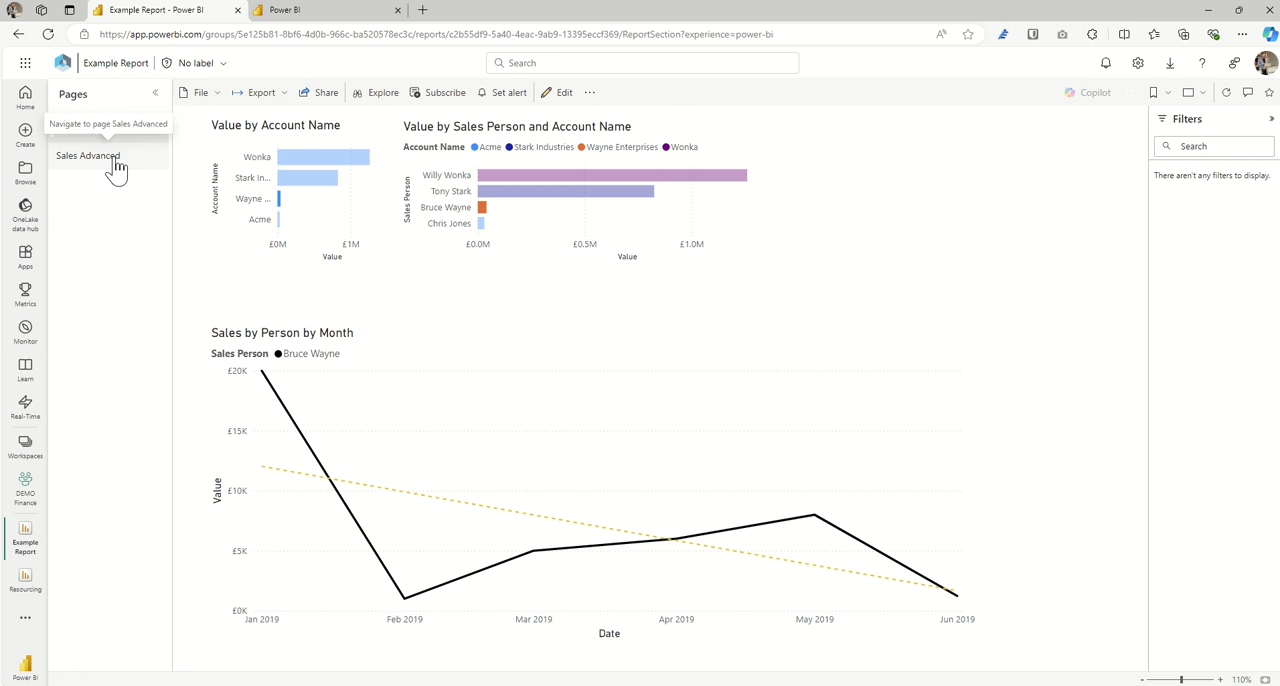 Example Report - Power BI
Power BI
https://app.powerbi.com/groups/5e125b81-8bf6-4d0b-966c-ba520578ec3c/reports/c2b55df9-5a40-4eac-9ab9-13395eccf369/ReportSection?experience=power-bi
Example Report
No label
Search
Home
Create
Browse
OneLake
data hub
Apps
Metrics
Monitor
Learn
Real-Time
Workspaces
DEMO
Finance
Example
Report
Resourcing
Power BI
Pages
Navigate to page Sales Advanced
Sales Advanced
File
Export
Share
Explore
Subscribe
Set alert
Edit
Copilot
Value by Account Name
Account Name
Wonka
Stark In...
Wayne ...
Acme
£0M
£1M
Value
Value by Sales Person and Account Name
Account Name Acme Stark Industries Wayne Enterprises Wonka
Sales Person
Willy Wonka
Tony Stark
Bruce Wayne
Chris Jones
£0.0M
£0.5M
£1.0M
Value
Sales by Person by Month
Sales Person Bruce Wayne
Value
£20K
£15K
£10K
£5K
£0K
Jan 2019
Feb 2019
Mar 2019
Apr 2019
May 2019
Jun 2019
Date
Filters
Search
There aren't any filters to display.
- + 110%